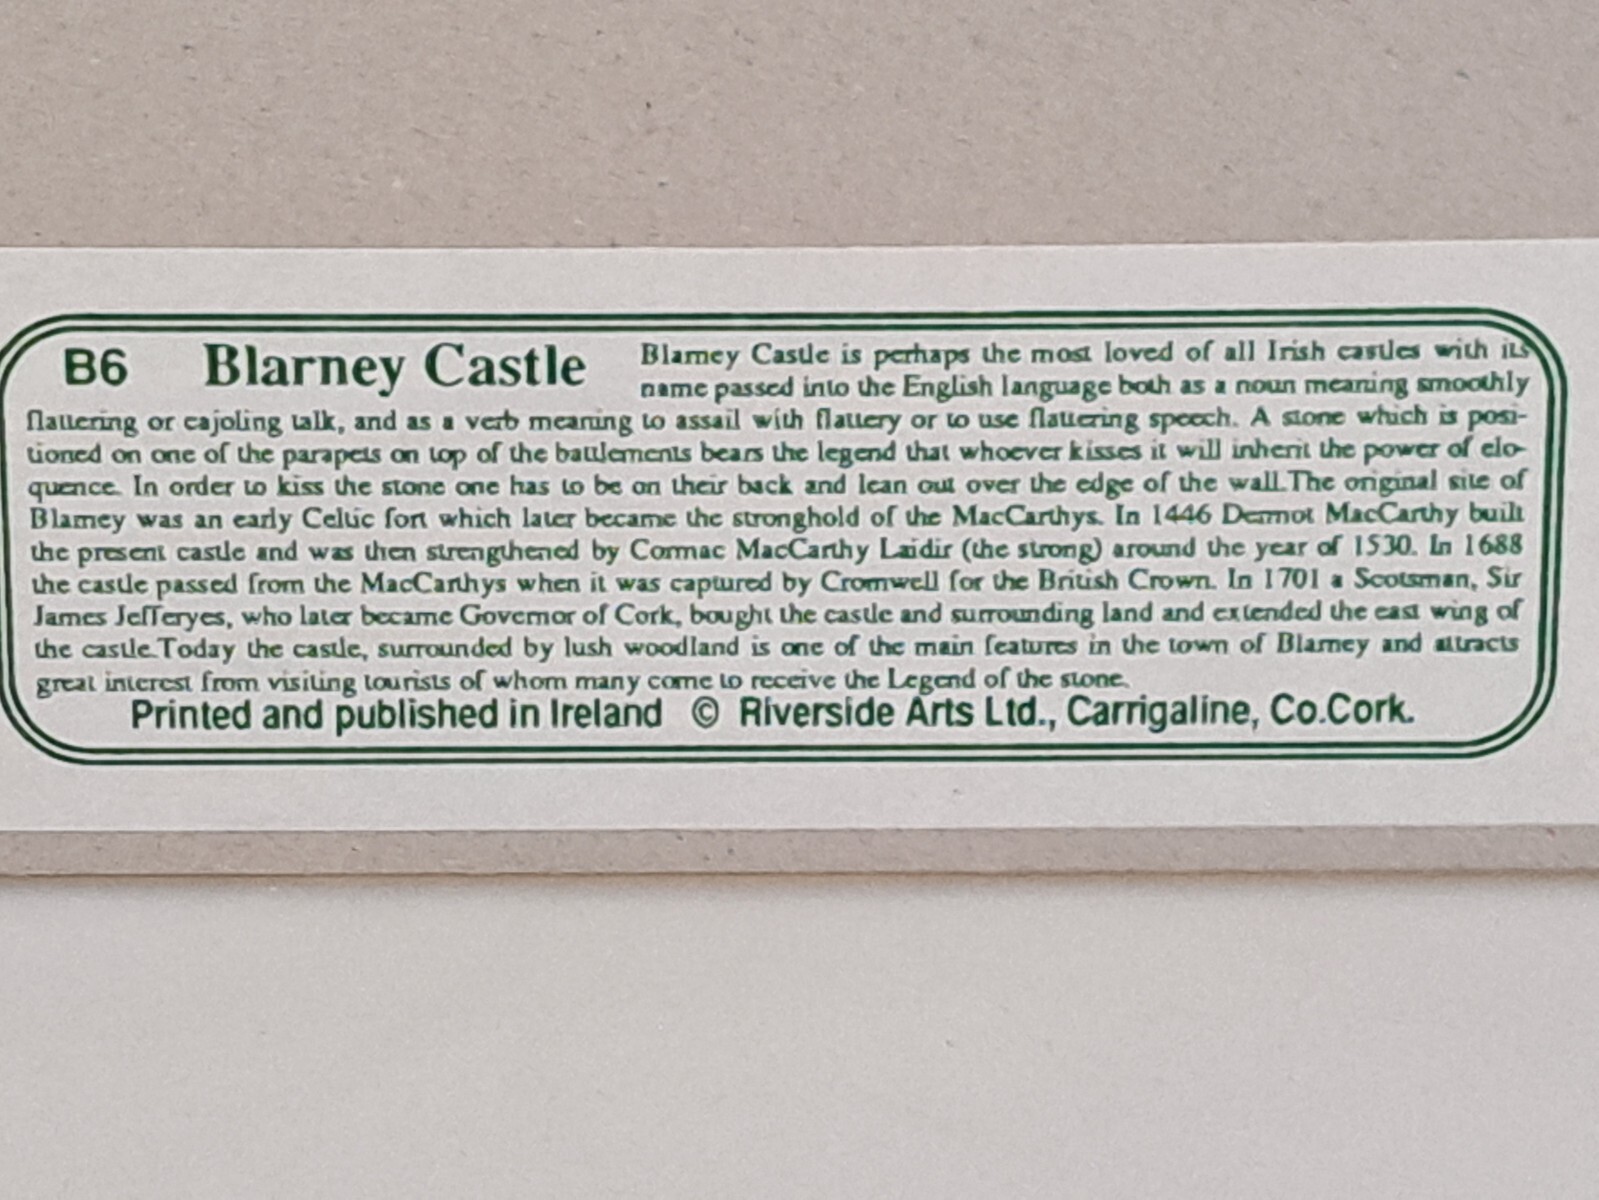 B6 Blarney Castle
Blarney Castle is perhaps the most loved of all Irish castles with its
name passed into the English language both as a noun meaning smoothly
flattering or cajoling talk, and as a verb meaning to assail with flattery or to use flattering speech. A stone which is posi-
tioned on one of the parapets on top of the battlements bears the legend that whoever kisses it will inherit the power of elo-
quence. In order to kiss the stone one has to be on their back and lean out over the edge of the wall.The original site of
Blarney was an early Celtic fort which later became the stronghold of the MacCarthys. In 1446 Dermot MacCarthy built
the present castle and was then strengthened by Cormac MacCarthy Laidir (the strong) around the year of 1530. In 1688
the castle passed from the MacCarthys when it was captured by Cromwell for the British Crown. In 1701 a Scotsman, Sir
James Jefferyes, who later became Governor of Cork, bought the castle and surrounding land and extended the east wing of
the castle.Today the castle, surrounded by lush woodland is one of the main features in the town of Blarney and attracts
great interest from visiting tourists of whom many come to receive the Legend of the stone.
Printed and published in Ireland © Riverside Arts Ltd., Carrigaline, Co.Cork.